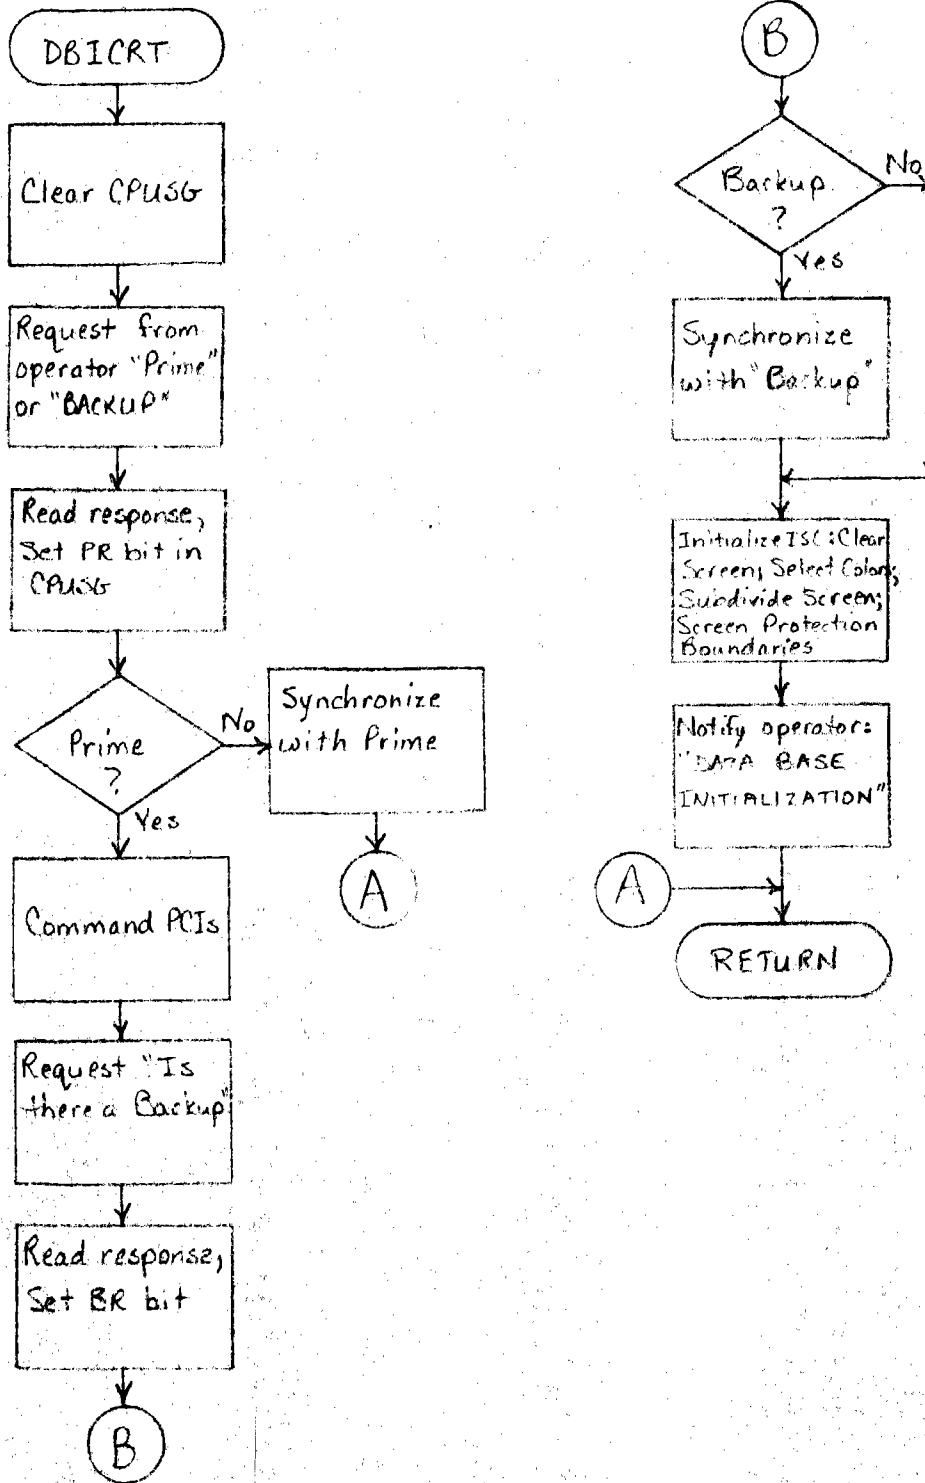 DBICRT
Clear CPUSG
Request from
operator "Prime"
or "BACKUP"
Read response,
Set PR bit in
CPUSG
Prime
?
No
Yes
Synchronize
with Prime
A
Command PCIs
Request "Is
there a Backup"
Read response,
Set BR bit
B
B
Backup
?
No
Yes
Synchronize
with "Backup"
Initialize ISC: Clear
Screen; Select Colors;
Subdivide Screen;
Screen Protection
Boundaries
Notify operator:
"DATA BASE
INITIALIZATION"
A
RETURN